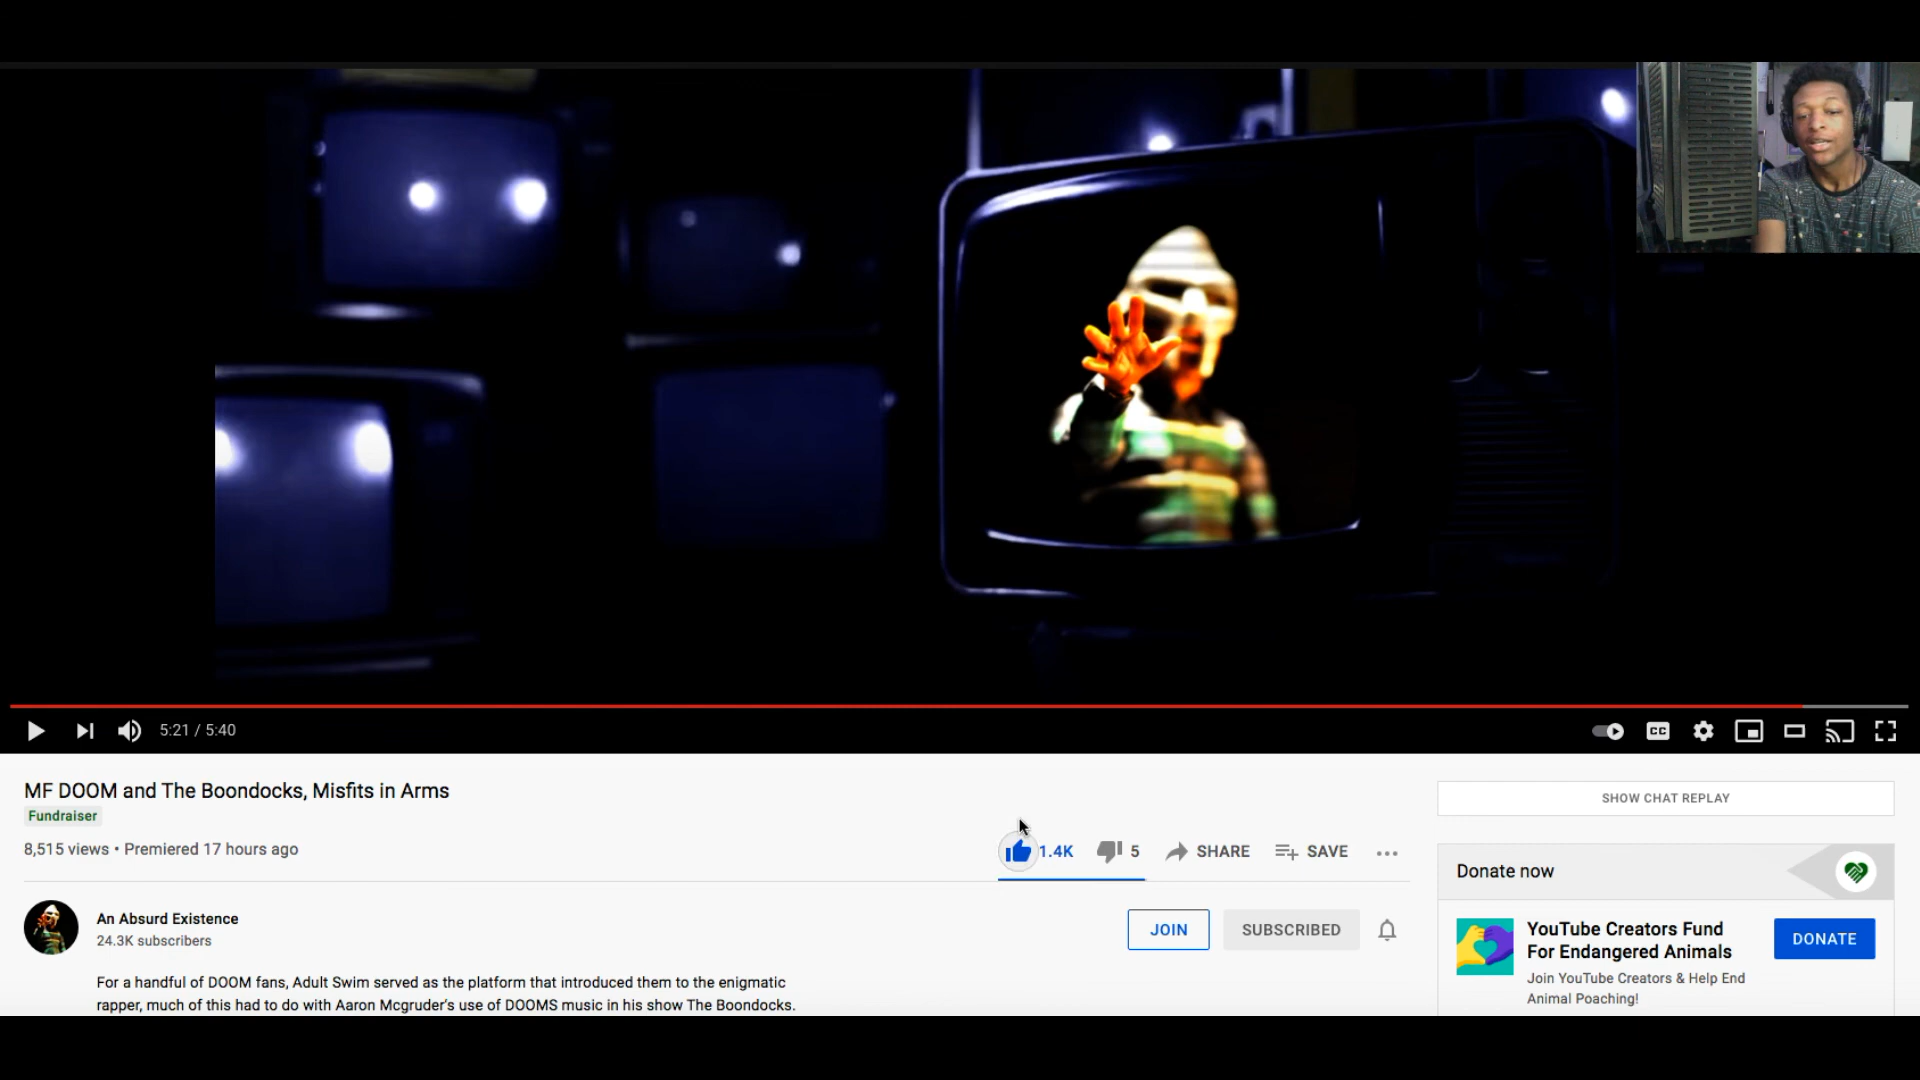 5:21 / 5:40
CC
MF DOOM and The Boondocks, Misfits in Arms
Fundraiser
8,515 views • Premiered 17 hours ago
1.4K
5
SHARE
SAVE
An Absurd Existence
24.3K subscribers
JOIN
SUBSCRIBED
For a handful of DOOM fans, Adult Swim served as the platform that introduced them to the enigmatic
rapper, much of this had to do with Aaron Mcgruder's use of DOOMS music in his show The Boondocks.
SHOW CHAT REPLAY
Donate now
YouTube Creators Fund
For Endangered Animals
Join YouTube Creators & Help End
Animal Poaching!
DONATE